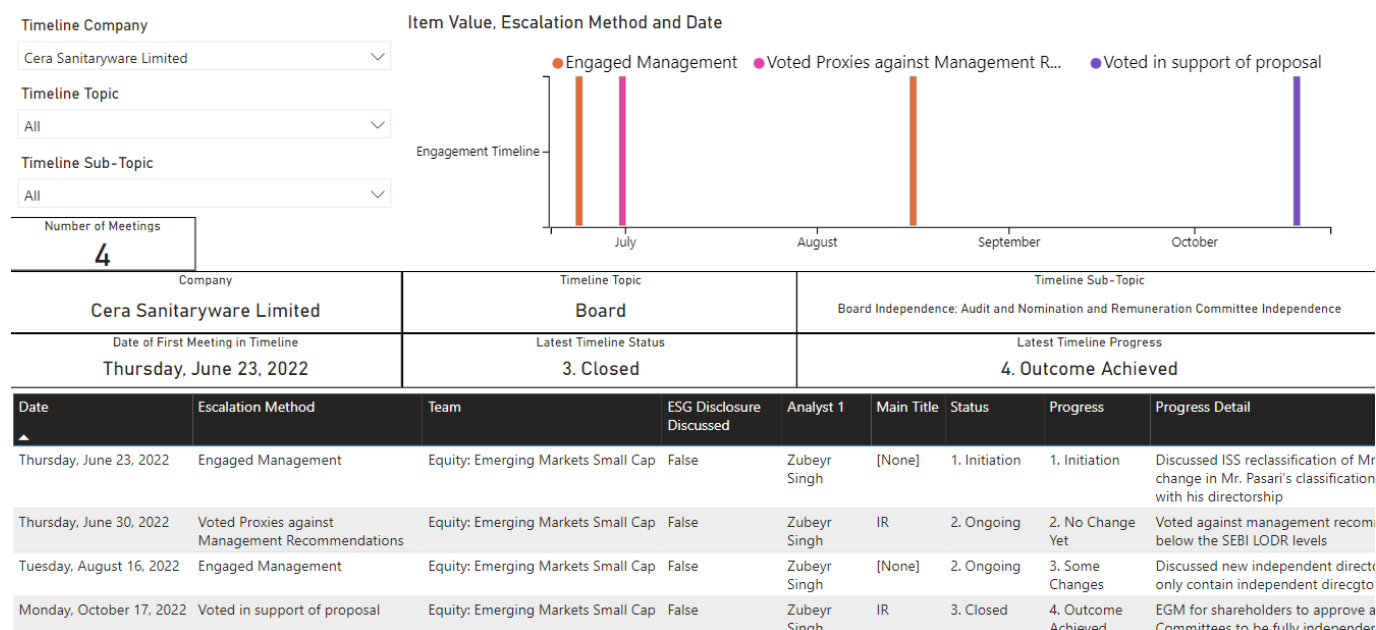 Timeline Company
Cera Sanitaryware Limited
Timeline Topic
All
Timeline Sub-Topic
All
Number of Meetings
4
Item Value, Escalation Method and Date
Engaged Management
Voted Proxies against Management R...
Voted in support of proposal
Engagement Timeline
July
August
September
October
Company
Cera Sanitaryware Limited
Timeline Topic
Board
Timeline Sub-Topic
Board Independence; Audit and Nomination and Remuneration Committee Independence
Date of First Meeting in Timeline
Thursday, June 23, 2022
Latest Timeline Status
3. Closed
Latest Timeline Progress
4. Outcome Achieved
Date Escalation Method Team ESG Disclosure Analyst 1 Main Title Status Progress Progress Detail
Discussed
Thursday, June 23, 2022 Engaged Management Equity: Emerging Markets Small Cap False Zubeyr [None] 1. Initiation 1. Initiation Discussed ISS reclassification of Mr
Singh change in Mr. Pasari's classification
with his directorship
Thursday, June 30, 2022 Voted Proxies against Equity: Emerging Markets Small Cap False Zubeyr IR 2. Ongoing 2. No Change Voted against management recom
Management Recommendations Singh Yet below the SEBI LODR levels
Tuesday, August 16, 2022 Engaged Management Equity: Emerging Markets Small Cap False Zubeyr [None] 2. Ongoing 3. Some Discussed new independent directo
Singh Changes only contain independent direcgto
Monday, October 17, 2022 Voted in support of proposal Equity: Emerging Markets Small Cap False Zubeyr IR 3. Closed 4. Outcome EGM for shareholders to approve a
Singh Achieved Committees to be fully independen